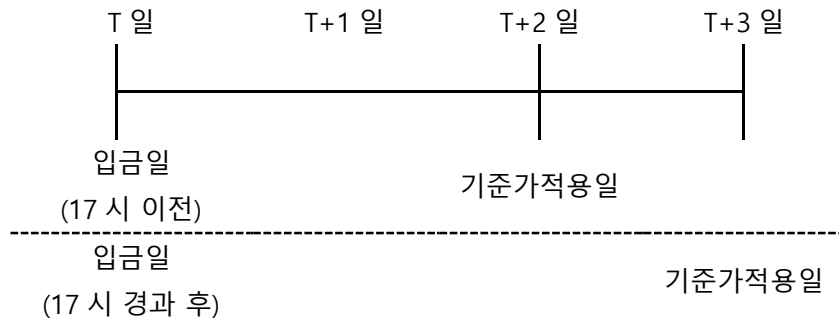 T 일 T+1 일 T+2 일 T+3 일
입금일
(17 시 이전)
기준가적용일
입금일
(17 시 경과 후)
기준가적용일